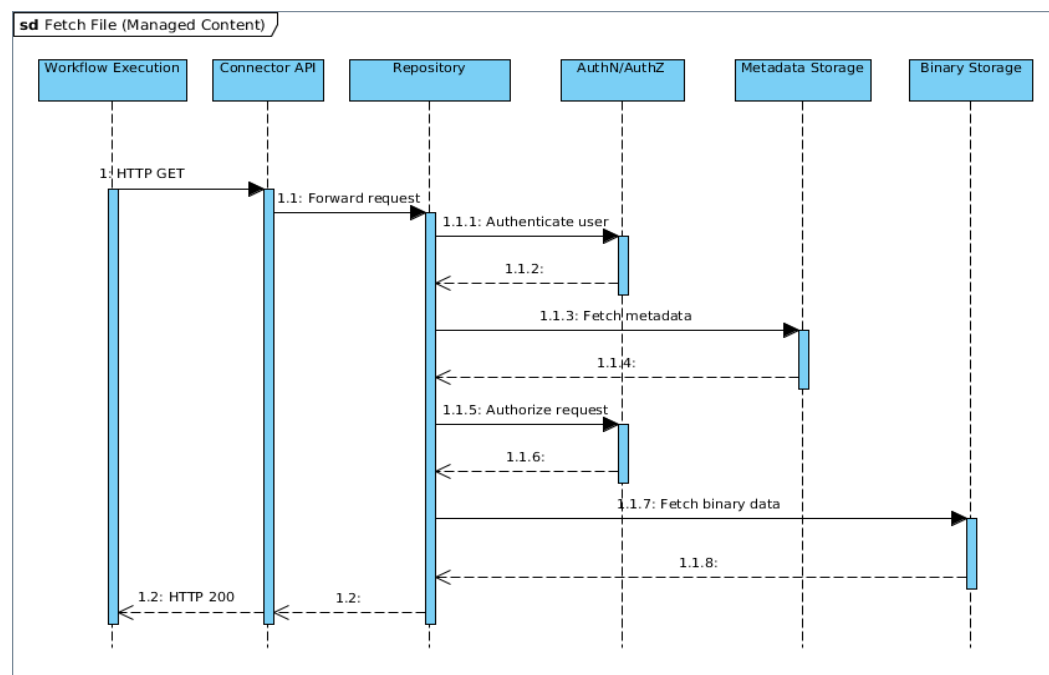 sd Fetch File (Managed Content)
Workflow Execution
Connector API
Repository
AuthN/AuthZ
Metadata Storage
Binary Storage
1: HTTP GET
1.1: Forward request
1.1.1: Authenticate user
1.1.2:
1.1.3: Fetch metadata
1.1.4:
1.1.5: Authorize request
1.1.6:
1.1.7: Fetch binary data
1.1.8:
1.2: HTTP 200
1.2: